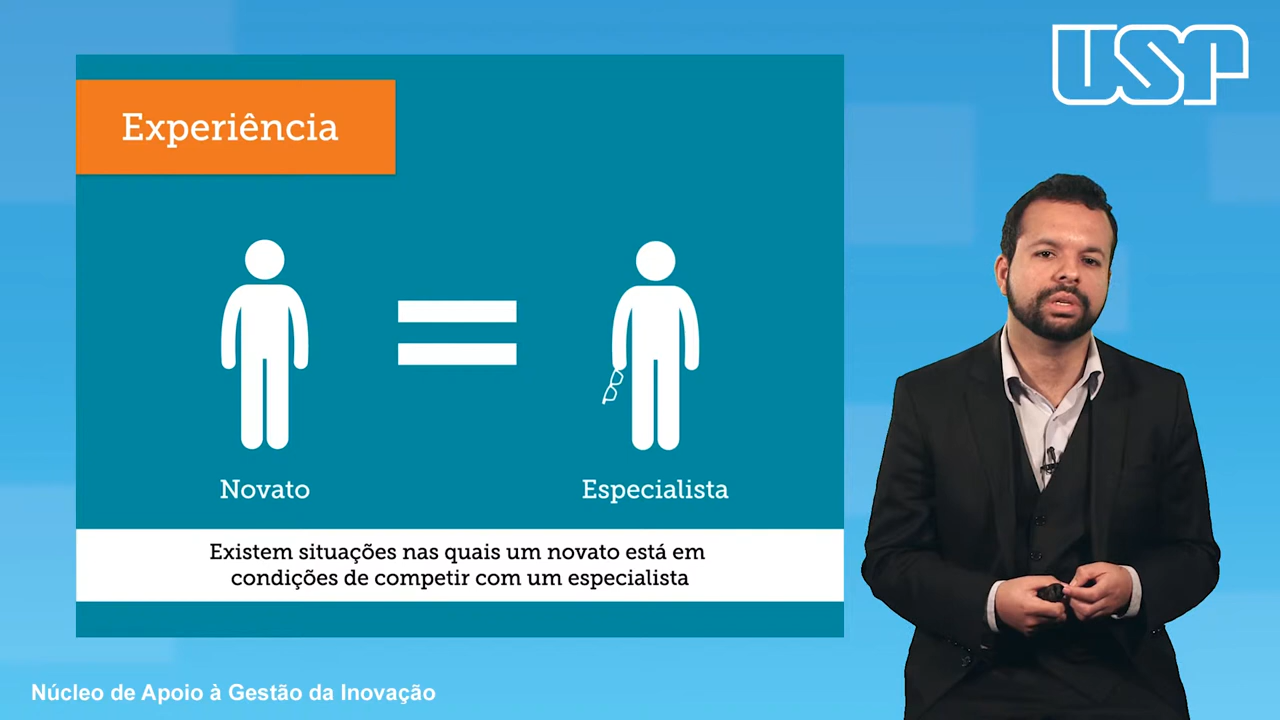 USP
Experiência
Novato
Especialista
Existem situações nas quais um novato está em
condições de competir com um especialista
Núcleo de Apoio à Gestão da Inovação